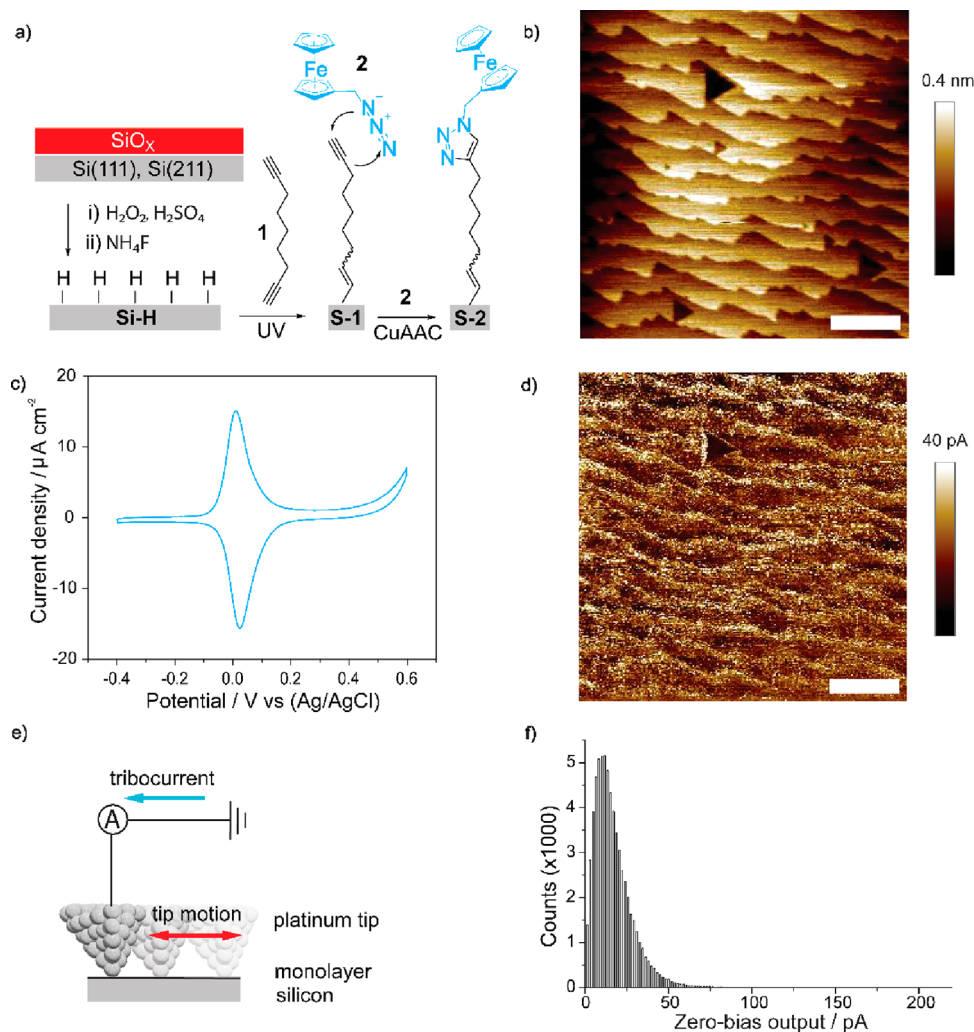 a)
2
Fe
N
−
N
+
N
SiOX
Si(111), Si(211)
i) H2O2, H2SO4
ii) NH4F
H H H H H
Si-H
1
UV
S-1
2
CuAAC
Fe
N
N
N
S-2
b)
0.4 nm
c)
20
10
0
-10
-20
Current density / µA cm-2
-0.4 -0.2 0.0 0.2 0.4 0.6
Potential / V vs (Ag/AgCl)
d)
40 pA
e)
tribocurrent
A
tip motion
platinum tip
monolayer
silicon
f)
5
4
3
2
1
0
Counts (x1000)
0 50 100 150 200
Zero-bias output / pA